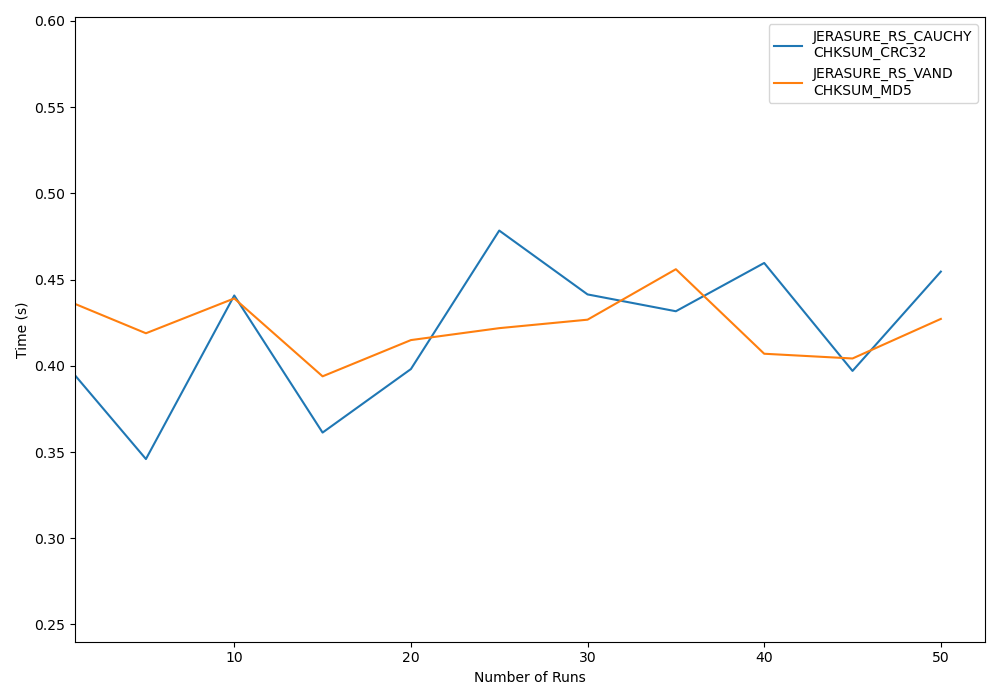 0.60
0.55
0.50
0.45
0.40
0.35
0.30
0.25
Time (s)
10 20 30 40 50
Number of Runs
JERASURE_RS_CAUCHY
CHKSUM_CRC32
JERASURE_RS_VAND
CHKSUM_MD5